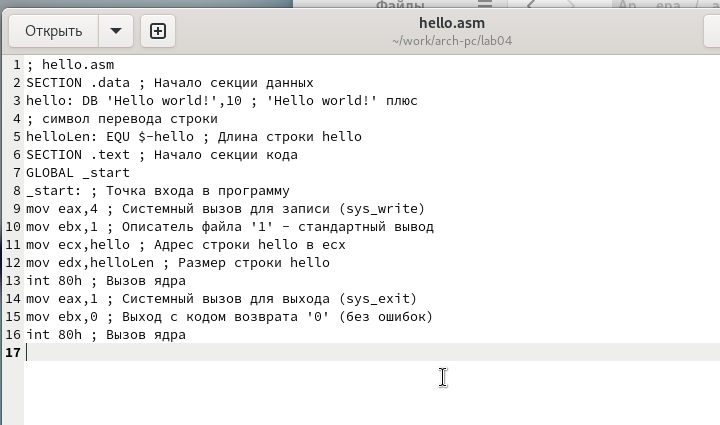 Файлы
Открыть
hello.asm
~/work/arch-pc/lab04
1 ; hello.asm
2 SECTION .data ; Начало секции данных
3 hello: DB 'Hello world!',10 ; 'Hello world!' плюс
4 ; символ перевода строки
5 helloLen: EQU $-hello ; Длина строки hello
6 SECTION .text ; Начало секции кода
7 GLOBAL _start
8 _start: ; Точка входа в программу
9 mov eax,4 ; Системный вызов для записи (sys_write)
10 mov ebx,1 ; Описатель файла '1' - стандартный вывод
11 mov ecx,hello ; Адрес строки hello в ecx
12 mov edx,helloLen ; Размер строки hello
13 int 80h ; Вызов ядра
14 mov eax,1 ; Системный вызов для выхода (sys_exit)
15 mov ebx,0 ; Выход с кодом возврата '0' (без ошибок)
16 int 80h ; Вызов ядра
17